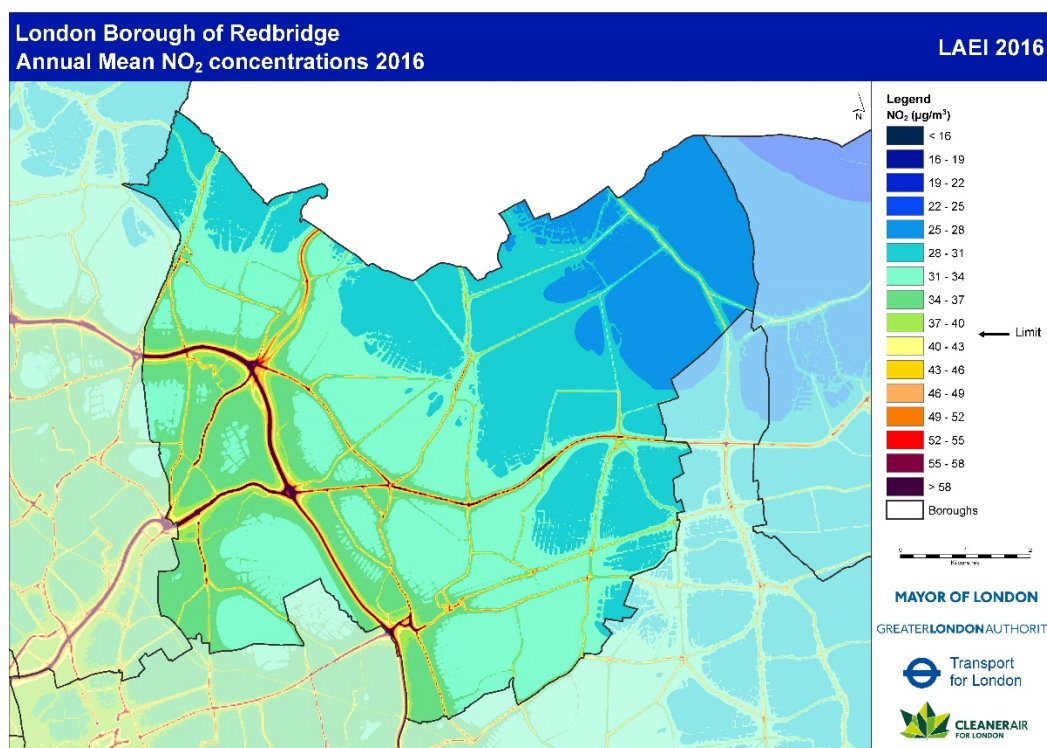 London Borough of Redbridge
Annual Mean NO₂ concentrations 2016
LAEI 2016
N
Legend
NO₂ (µg/m³)
< 16
16 - 19
19 - 22
22 - 25
25 - 28
28 - 31
31 - 34
34 - 37
37 - 40
Limit
40 - 43
43 - 46
46 - 49
49 - 52
52 - 55
55 - 58
> 58
Boroughs
0 1 2
Kilometres
MAYOR OF LONDON
GREATERLONDONAUTHORIT
Transport
for London
CLEANERAIR
FOR LONDON